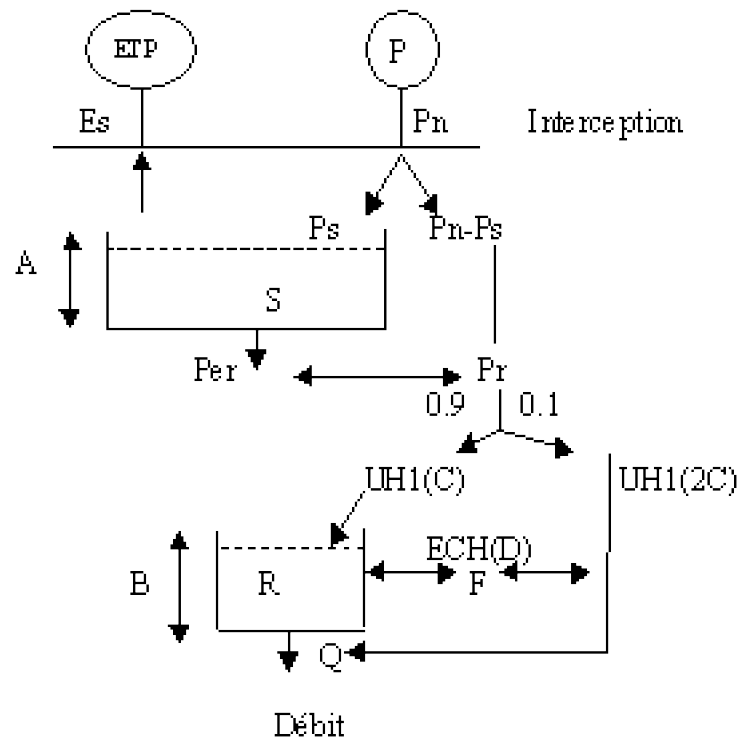 ETP P
Es Pn Interception
Ps Pn-Ps
A
S
Per Pr
0.9 0.1
UH1(C) UH1(2C)
ECH(D)
B R F
Q
Débit